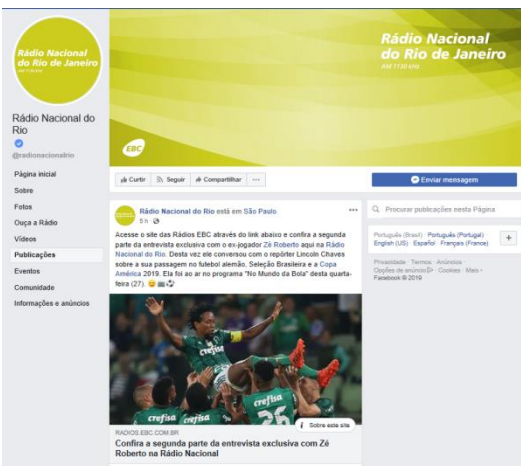 Rádio Nacional
do Rio de Janeiro
AM 1130 kHz
Rádio Nacional
do Rio de Janeiro
AM 1130 kHz
EBC
Rádio Nacional do
Rio
@radionacionalrio
Página inicial
Sobre
Fotos
Ouça a Rádio
Vídeos
Publicações
Eventos
Comunidade
Informações e anúncios
Curtir Seguir Compartilhar ...
Enviar mensagem
Rádio Nacional do Rio está em São Paulo. ...
5 h
Acesse o site das Rádios EBC através do link abaixo e confira a segunda
parte da entrevista exclusiva com o ex-jogador Zé Roberto aqui na Rádio
Nacional do Rio. Desta vez ele conversou com o repórter Lincoln Chaves
sobre a sua passagem no futebol alemão, Seleção Brasileira e a Copa
América 2019. Ela foi ao ar no programa "No Mundo da Bola" desta quarta-
feira (27).
crefisa
crefisa
crefisa
26
i Sobre este site
RADIOS.EBC.COM.BR
Confira a segunda parte da entrevista exclusiva com Zé
Roberto na Rádio Nacional
Procurar publicações nesta Página
Português (Brasil) · Português (Portugal) ·
English (US) · Español · Français (France)
+
Privacidade · Termos · Anúncios ·
Opções de anúncio · Cookies · Mais
Facebook © 2019